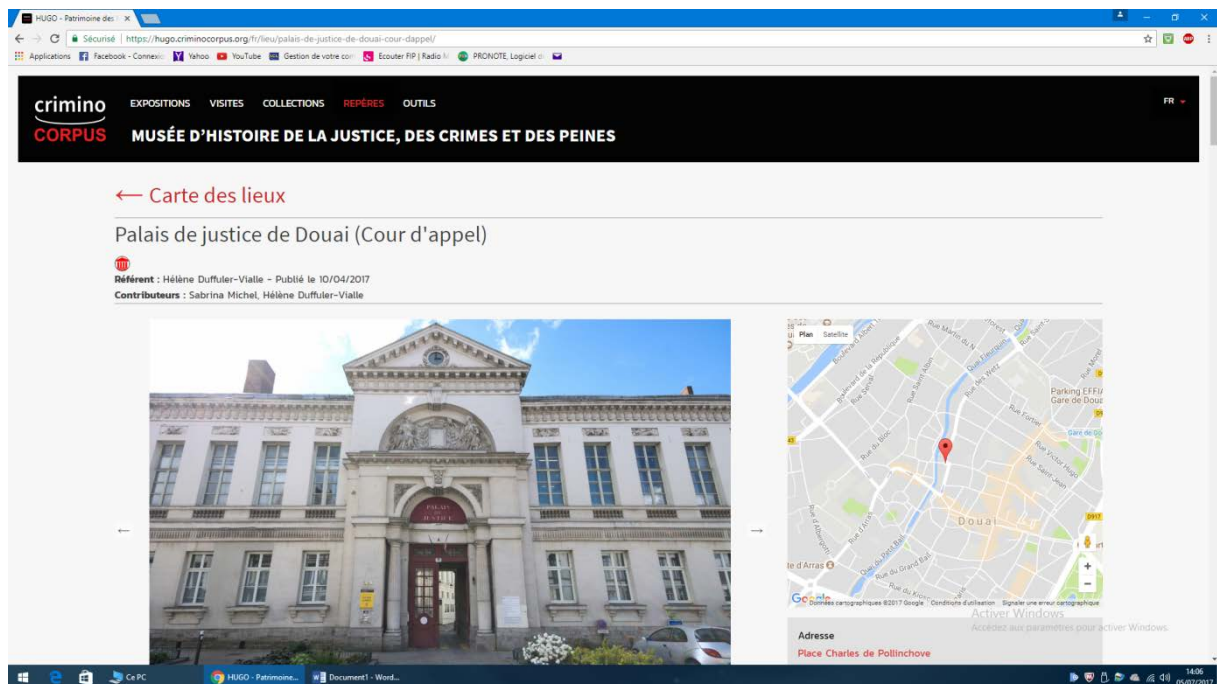 HUGO - Patrimoine des
Sécurisé
https://hugo.criminocorpus.org/fr/lieu/palais-de-justice-de-douai-cour-dappel/
Applications
Facebook - Connexio
Yahoo
YouTube
Gestion de votre com
Ecouter FIP | Radio
PRONOTE, Logiciel
crimino
CORPUS
EXPOSITIONS VISITES COLLECTIONS REPÈRES OUTILS
FR
MUSÉE D'HISTOIRE DE LA JUSTICE, DES CRIMES ET DES PEINES
← Carte des lieux
Palais de justice de Douai (Cour d'appel)
Référent : Hélène Duffuler-Vialle - Publié le 10/04/2017
Contributeurs : Sabrina Michel, Hélène Duffuler-Vialle
PALAIS
DE
JUSTICE
Plan Satellite
Boulevard de la République
Rue Saint-Albin
Rue Martin du N
Rue des Wetz
Parking EFFIA
Gare de Doua
Rue Fortier
Rue du Bloc
Rue Victor Hugo
Rue Saint-Jean
Rue d'Arras
Douai
D917
te d'Arras
Rue du Grand Bail
Google
Données cartographiques ©2017 Google
Conditions d'utilisation
Signaler une erreur cartographique
Activer Windows
Accédez aux paramètres pour activer Windows.
Adresse
Place Charles de Pollinchove
Ce PC
HUGO - Patrimoine...
Document1 - Word...
14:06
05/07/2017